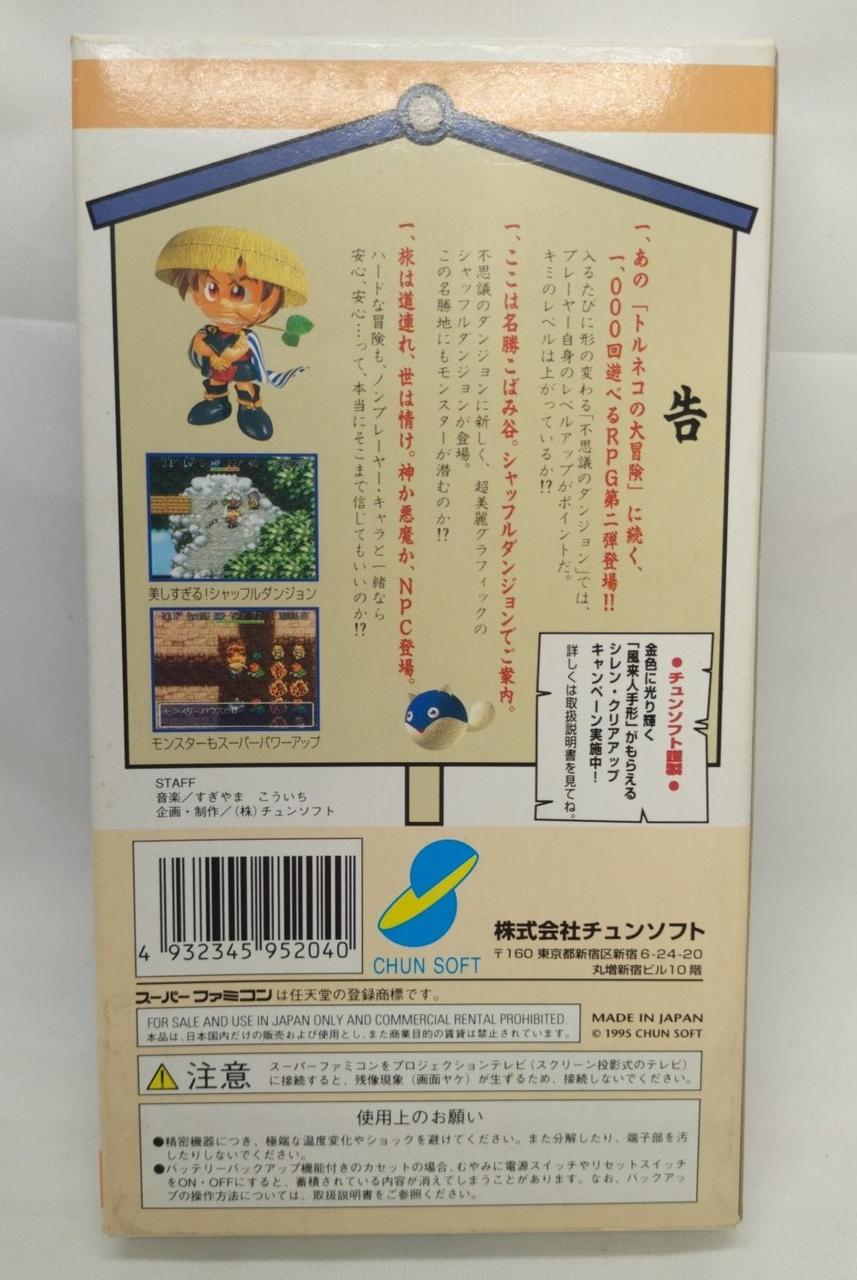 告
一、あの「トルネコの大冒険」に続く、
一、000回遊べるRPG第二弾登場!!
入るたびに形の変わる「不思議のダンジョン」では、
プレーヤー自身のレベルアップがポイントだ。
キミのレベルは上がっているか!?
一、ここは名勝こばみ谷。シャッフルダンジョンでご案内。
不思議のダンジョンに新しく、超美麗グラフィックの
シャッフルダンジョンが登場。
この名勝地にもモンスターが潜むのか!?
一、旅は道連れ、世は情け。神か悪魔か、NPC登場。
ハードな冒険も、ノンプレーヤー・キャラと一緒なら
安心、安心…って、本当にそこまで信じてもいいのか!?
美しすぎる!シャッフルダンジョン
モンスターもスーパーパワーアップ
●チュンソフト謹製●
金色に光り輝く
「風来人手形」がもらえる
シレン・クリアアップ
キャンペーン実施中!
詳しくは取扱説明書を見てね。
STAFF
音楽/すぎやま こういち
企画・制作/(株)チュンソフト
4 932345 952040
CHUN SOFT
株式会社チュンソフト
〒160 東京都新宿区新宿6-24-20
丸増新宿ビル10階
スーパーファミコンは任天堂の登録商標です。
FOR SALE AND USE IN JAPAN ONLY AND COMMERCIAL RENTAL PROHIBITED.
本品は、日本国内だけの販売および使用とし、また商業目的の賃貸は禁止されています。
MADE IN JAPAN
© 1995 CHUN SOFT
注意
スーパーファミコンをプロジェクションテレビ(スクリーン投影式のテレビ)
に接続すると、残像現象(画面ヤケ)が生ずるため、接続しないでください。
使用上のお願い
●精密機器につき、極端な温度変化やショックを避けてください。また分解したり、端子部を汚
したりしないでください。
●バッテリーバックアップ機能付きのカセットの場合、むやみに電源スイッチやリセットスイッチ
をON・OFFにすると、蓄積されている内容が消えてしまうことがあります。なお、バックアッ
プの操作方法については、取扱説明書をご参照ください。